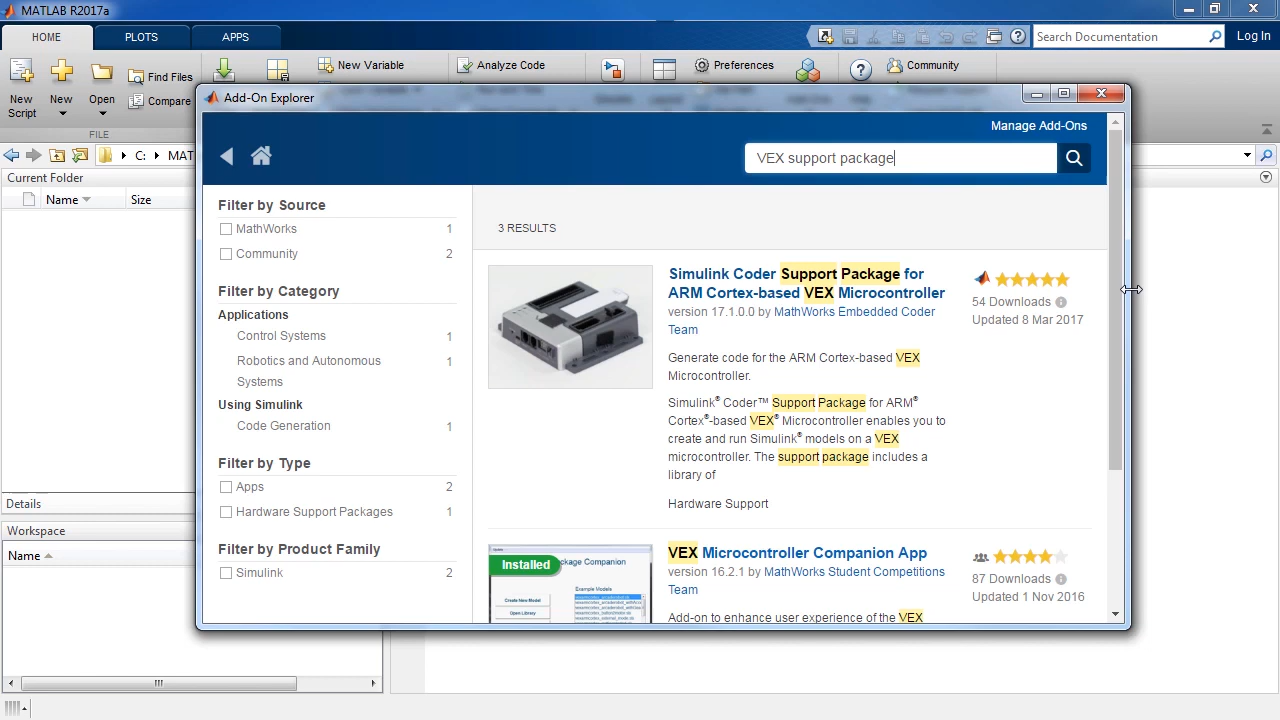 MATLAB R2017a
HOME
PLOTS
APPS
Search Documentation
Log In
New Script
New
Open
Find Files
Compare
New Variable
Analyze Code
Preferences
Community
FILE
C:
MAT
Current Folder
Name
Size
Details
Workspace
Name
Add-On Explorer
Manage Add-Ons
VEX support package
Filter by Source
MathWorks 1
Community 2
Filter by Category
Applications
Control Systems 1
Robotics and Autonomous 1
Systems
Using Simulink
Code Generation 1
Filter by Type
Apps 2
Hardware Support Packages 1
Filter by Product Family
Simulink 2
3 RESULTS
Simulink Coder Support Package for
ARM Cortex-based VEX Microcontroller
version 17.1.0.0 by MathWorks Embedded Coder
Team
54 Downloads
Updated 8 Mar 2017
Generate code for the ARM Cortex-based VEX
Microcontroller.
Simulink® Coder™ Support Package for ARM®
Cortex®-based VEX® Microcontroller enables you to
create and run Simulink® models on a VEX
microcontroller. The support package includes a
library of
Hardware Support
Installed
ckage Companion
Example Models
Create New Model
Open Library
VEX Microcontroller Companion App
version 16.2.1 by MathWorks Student Competitions
Team
87 Downloads
Updated 1 Nov 2016
Add-on to enhance user experience of the VEX